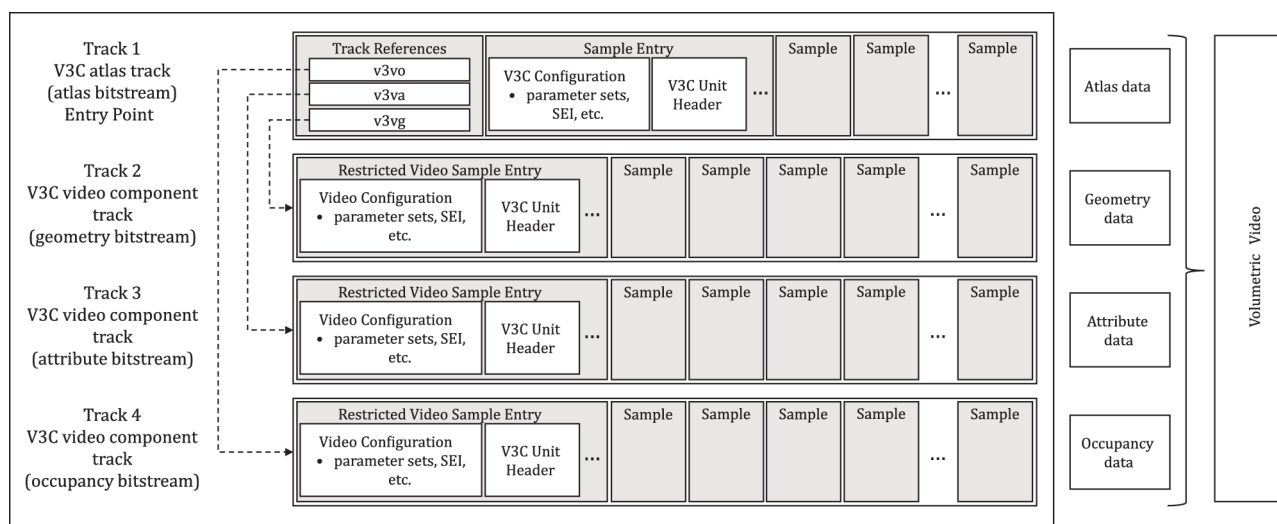 Track 1
V3C atlas track
(atlas bitstream)
Entry Point
Track References
v3vo
v3va
v3vg
Sample Entry
V3C Configuration
• parameter sets,
SEI, etc.
V3C Unit
Header
...
Sample
Sample
...
Sample
Atlas data
Track 2
V3C video component
track
(geometry bitstream)
Restricted Video Sample Entry
Video Configuration
• parameter sets, SEI,
etc.
V3C Unit
Header
...
Sample
Sample
Sample
Sample
...
Sample
Geometry
data
Track 3
V3C video component
track
(attribute bitstream)
Restricted Video Sample Entry
Video Configuration
• parameter sets, SEI,
etc.
V3C Unit
Header
...
Sample
Sample
Sample
Sample
...
Sample
Attribute
data
Track 4
V3C video component
track
(occupancy bitstream)
Restricted Video Sample Entry
Video Configuration
• parameter sets, SEI,
etc.
V3C Unit
Header
...
Sample
Sample
Sample
Sample
...
Sample
Occupancy
data
Volumetric Video